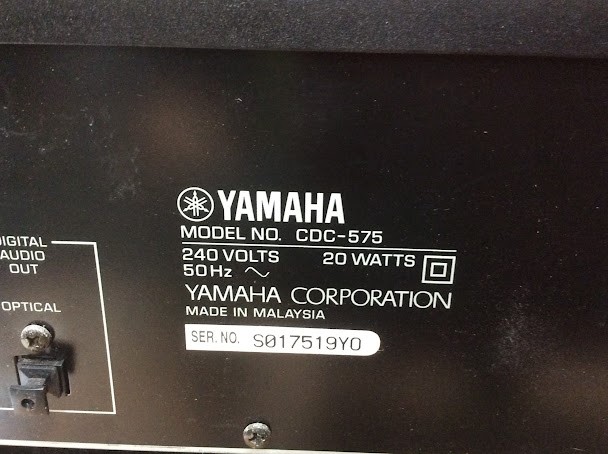 YAMAHA
MODEL NO. CDC-575
240 VOLTS 20 WATTS
50Hz ~
YAMAHA CORPORATION
MADE IN MALAYSIA
SER. NO. S017519YO
DIGITAL
AUDIO
OUT
OPTICAL